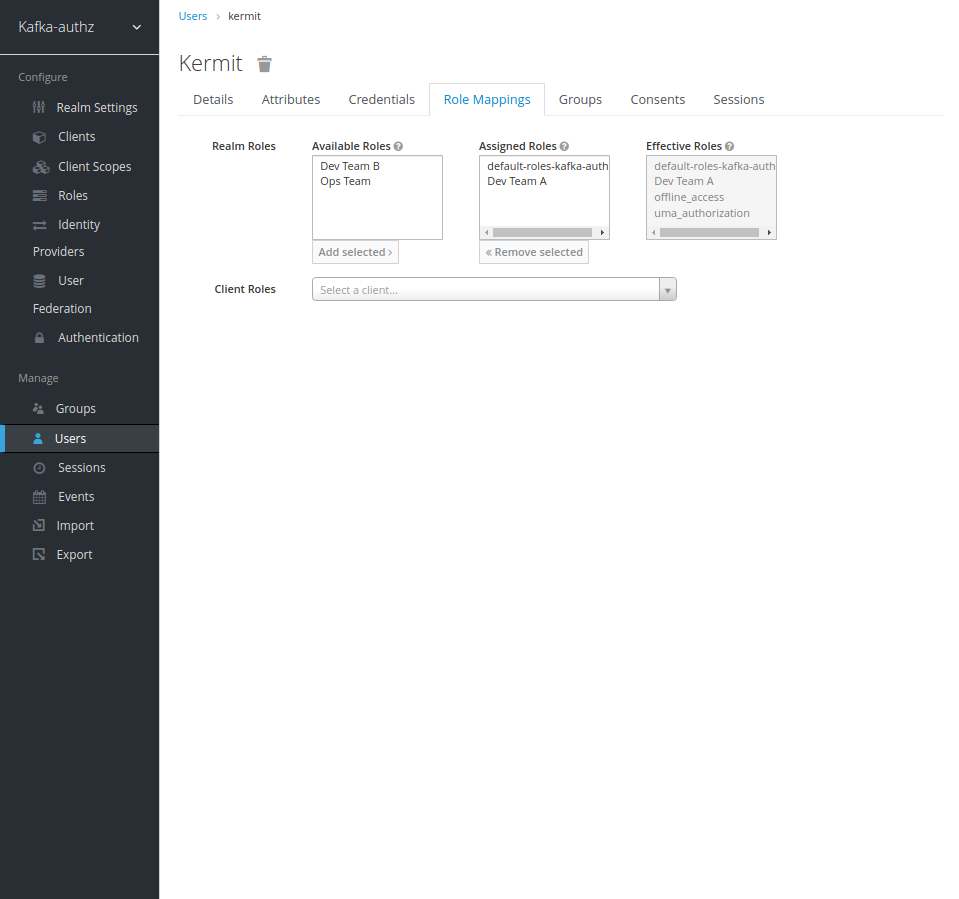 Kafka-authz
Configure
Realm Settings
Clients
Client Scopes
Roles
Identity
Providers
User
Federation
Authentication
Manage
Groups
Users
Sessions
Events
Import
Export
Users › kermit
Kermit
Details Attributes Credentials Role Mappings Groups Consents Sessions
Realm Roles
Available Roles
Dev Team B
Ops Team
Add selected ›
Assigned Roles
default-roles-kafka-auth
Dev Team A
« Remove selected
Effective Roles
default-roles-kafka-auth
Dev Team A
offline_access
uma_authorization
Client Roles
Select a client...